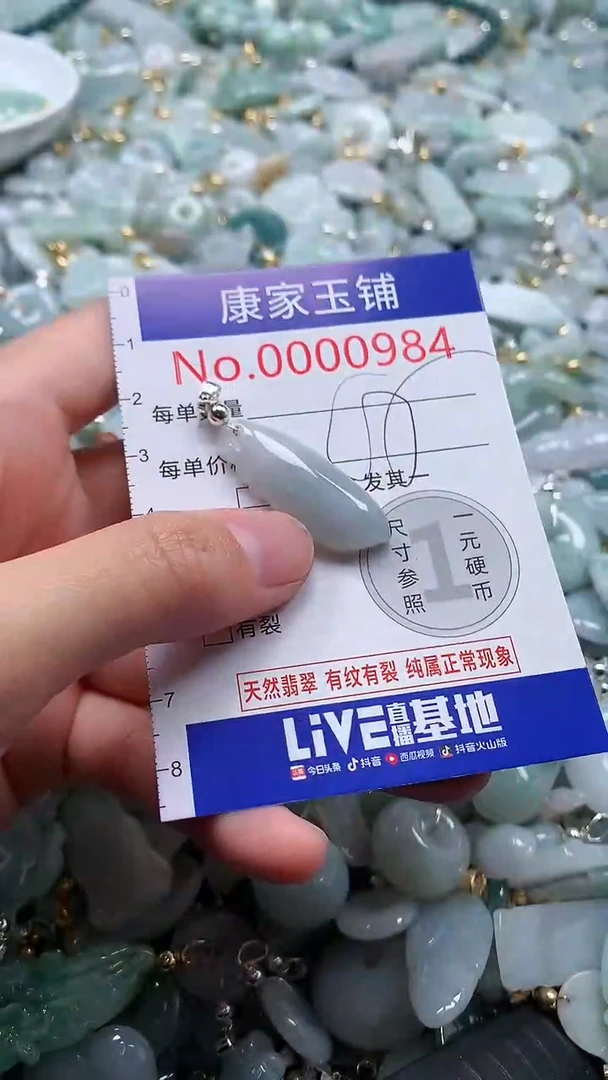 0
康家玉铺
1
No.0000984
2
每单数量
3
每单价
发其
4
尺寸参照
1
一元硬币
有裂
天然翡翠 有纹有裂 纯属正常现象
7
LiVE直播基地
8
今日头条 抖音 西瓜视频 抖音火山版